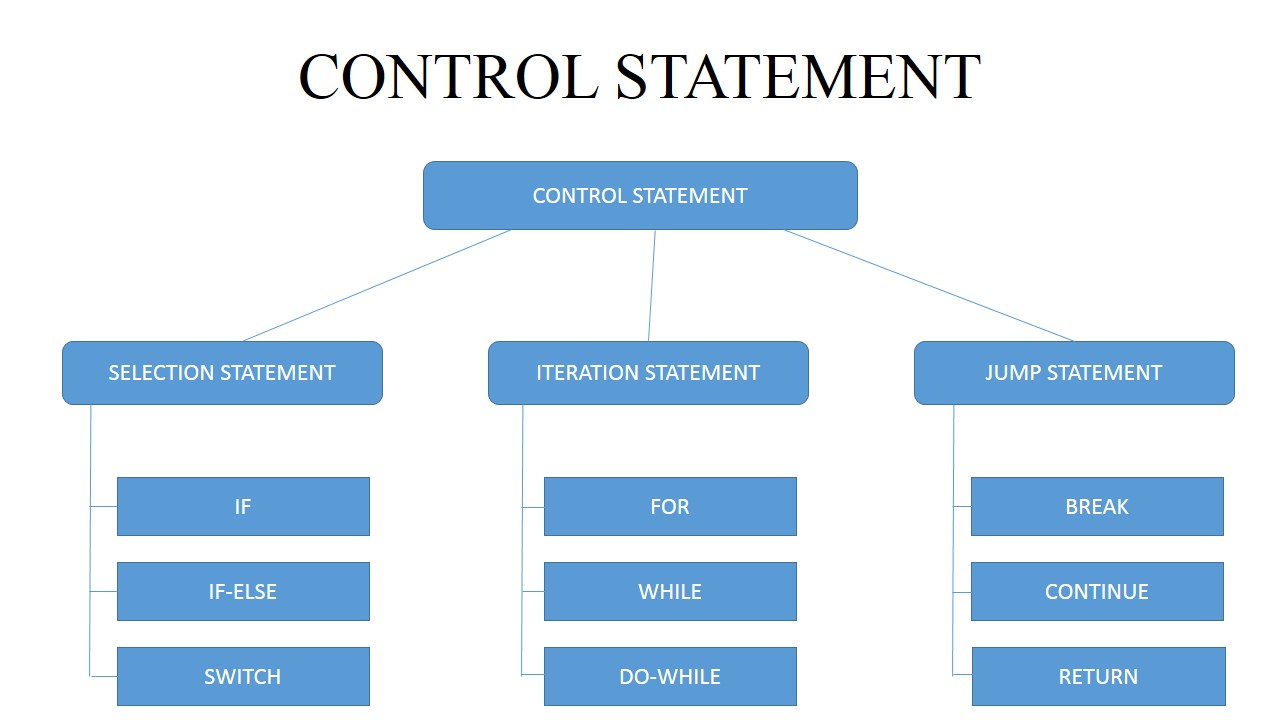 CONTROL STATEMENT
CONTROL STATEMENT
SELECTION STATEMENT
ITERATION STATEMENT
JUMP STATEMENT
IF
FOR
BREAK
IF-ELSE
WHILE
CONTINUE
SWITCH
DO-WHILE
RETURN